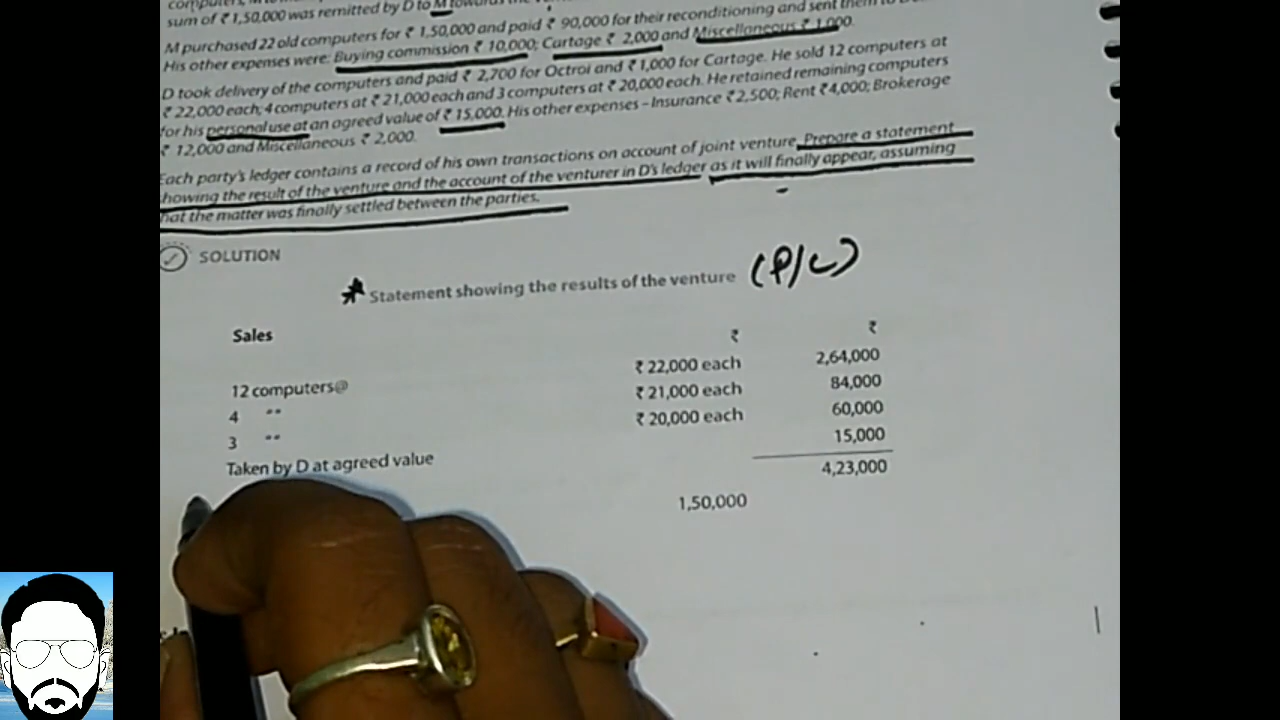 computers,
sum of ₹ 1,50,000 was remitted by D to M
M purchased 22 old computers for ₹ 1,50,000 and paid ₹ 90,000 for their reconditioning and sent them to
His other expenses were: Buying commission ₹ 10,000; Cartage ₹ 2,000 and Miscellaneous ₹ 1,000.
D took delivery of the computers and paid ₹ 2,700 for Octroi and ₹ 1,000 for Cartage. He sold 12 computers at
₹ 22,000 each; 4 computers at ₹ 21,000 each and 3 computers at ₹ 20,000 each. He retained remaining computers
for his personal use at an agreed value of ₹ 15,000. His other expenses – Insurance ₹ 2,500; Rent ₹ 4,000; Brokerage
₹ 12,000 and Miscellaneous ₹ 2,000.
Each party's ledger contains a record of his own transactions on account of joint venture. Prepare a statement
howing the result of the venture and the account of the venturer in D's ledger as it will finally appear, assuming
hat the matter was finally settled between the parties.
SOLUTION
* Statement showing the results of the venture (P/L)
Sales ₹ ₹
12 computers@ ₹ 22,000 each 2,64,000
4 " ₹ 21,000 each 84,000
3 " ₹ 20,000 each 60,000
Taken by D at agreed value 15,000
4,23,000
1,50,000